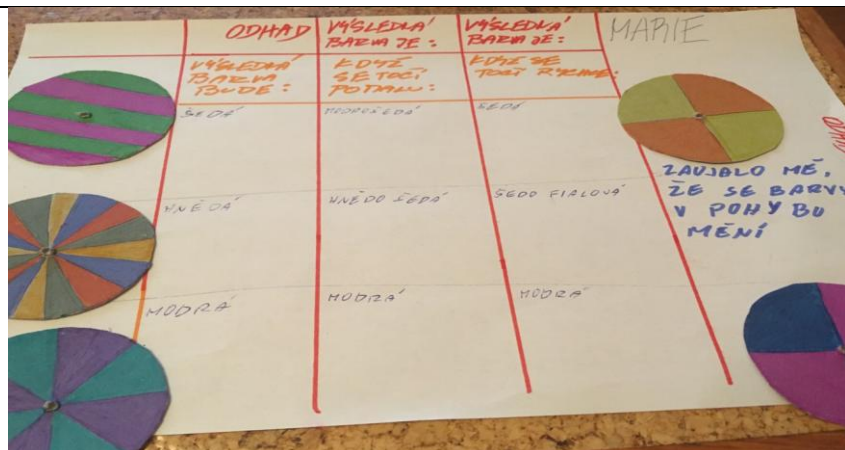 ODHAD
VÝSLEDNÁ
BARVA JE:
VÝSLEDNÁ
BARVA JE:
MARIE
VÝSLEDNÁ
BARVA
BUDE:
KDYŽ
SE TOČÍ
POMALU:
KDYŽ SE
TOČÍ RYCHLE:
ŠEDÁ
MODROŠEDÁ
ŠEDÁ
ODHAD
ZAUJALO MĚ,
ŽE SE BARVY
V POHYBU
MĚNÍ
HNĚDÁ
HNĚDO ŠEDÁ
ŠEDO FIALOVÁ
MODRÁ
MODRÁ
MODRÁ